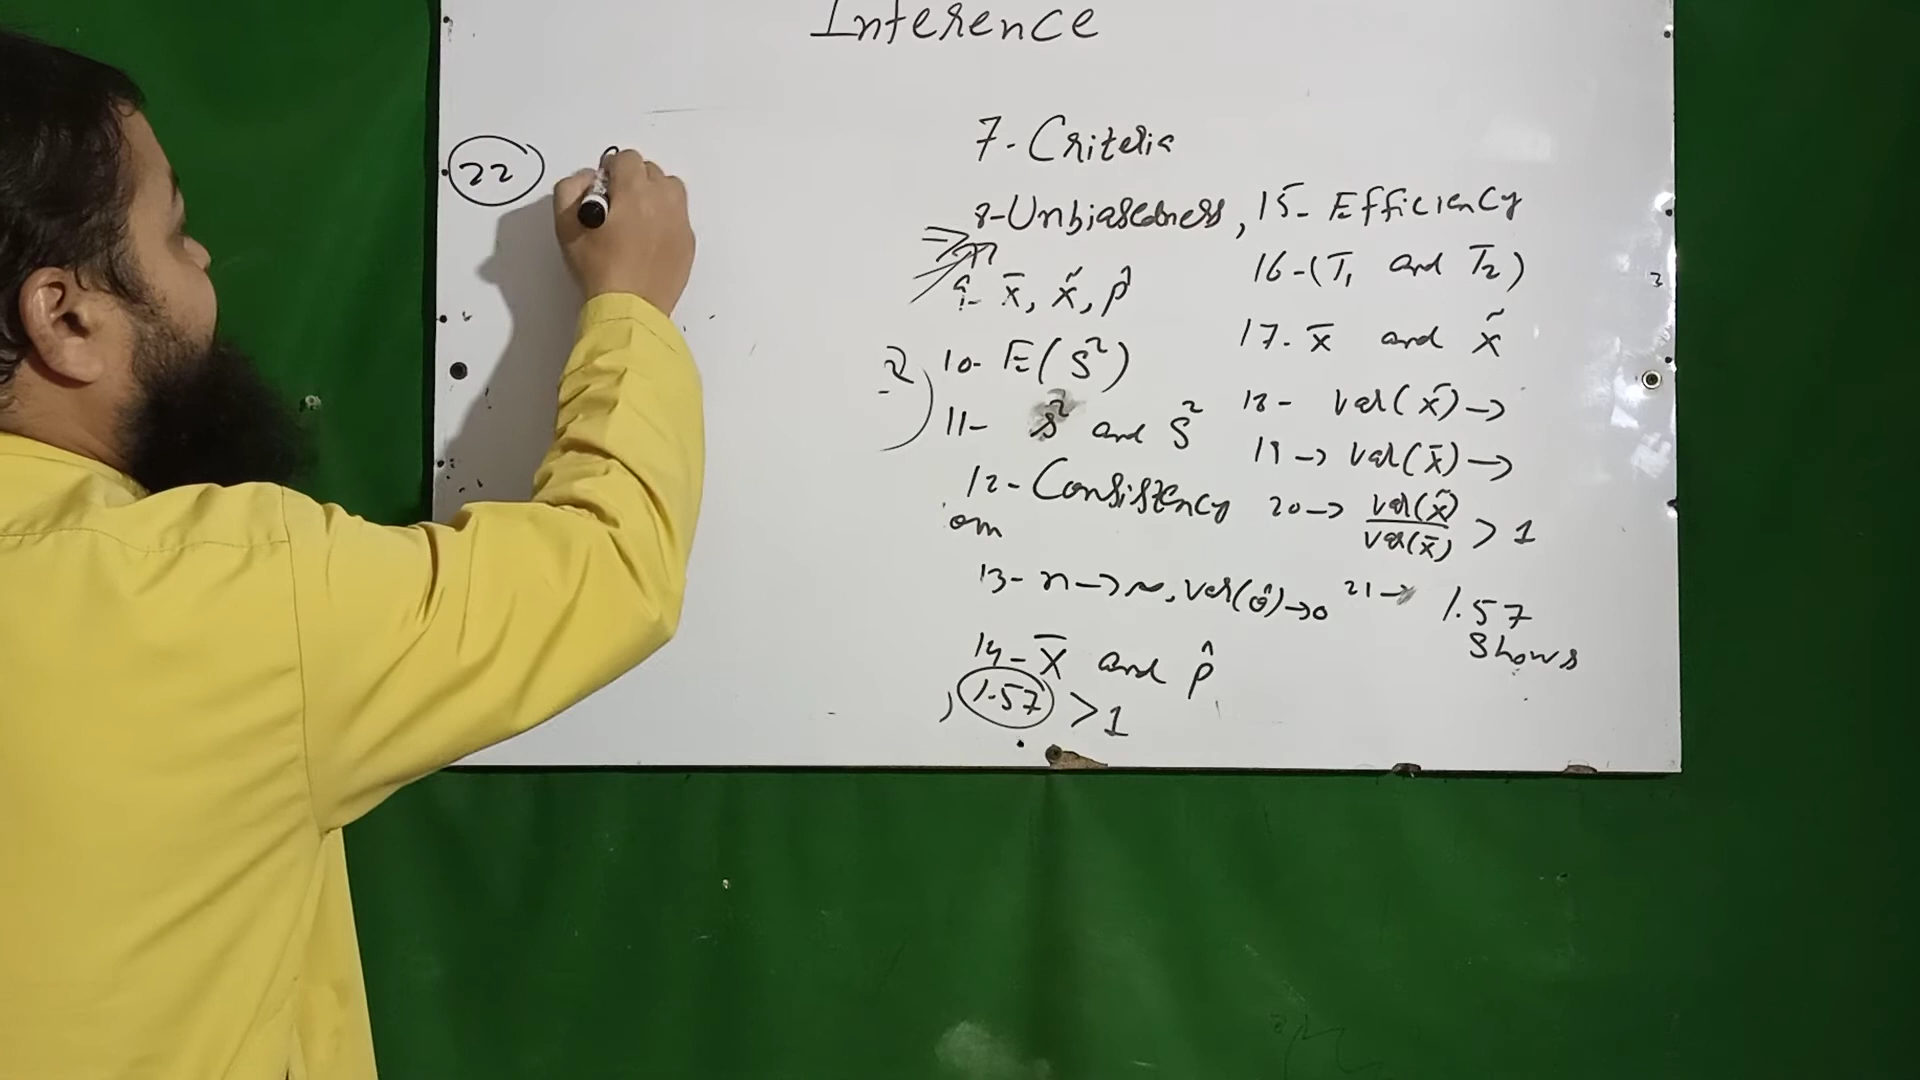 Inference
22
7- Criteria
8- Unbiasedness, 15- Efficiency
9- x̄, x̃, p̂
16- (T₁ and T₂)
17. x̄ and x̃
10- E(S²)
11- s² and S²
18- var(x̃) →
19 → var(x̄) →
12- Consistency
20 → var(x̃)/var(x̄) > 1
13- n → ∞, var(θ̂) → 0
21 → 1.57
Shows
14- X̄ and p̂
1.57 > 1